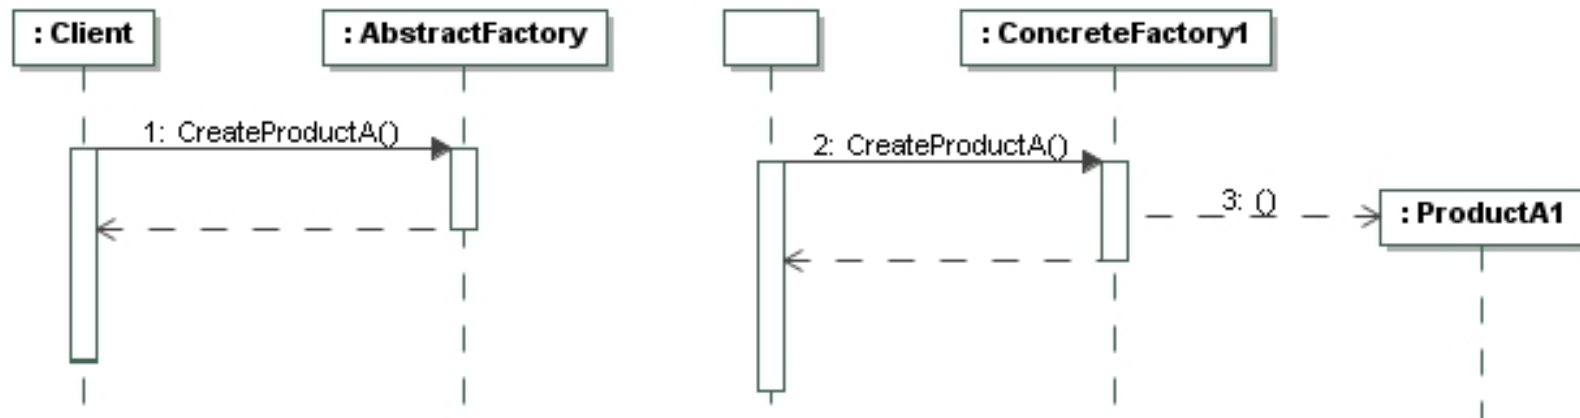 : Client
: AbstractFactory
: ConcreteFactory1
1: CreateProductA()
2: CreateProductA()
3: ()
: ProductA1